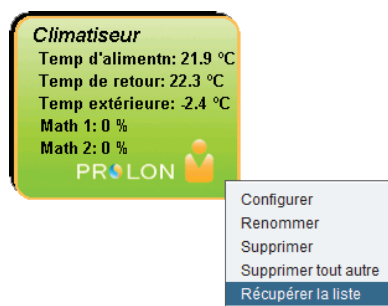 Climatiseur
Temp d'alimentn: 21.9 °C
Temp de retour: 22.3 °C
Temp extérieure: -2.4 °C
Math 1: 0 %
Math 2: 0 %
PROLON
Configurer
Renommer
Supprimer
Supprimer tout autre
Récupérer la liste